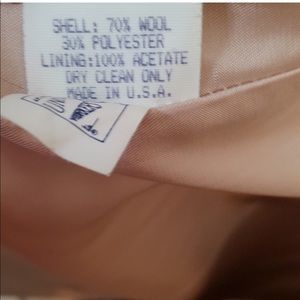 SHELL: 70% WOOL
30% POLYESTER
LINING:100% ACETATE
DRY CLEAN ONLY
MADE IN U.S.A.